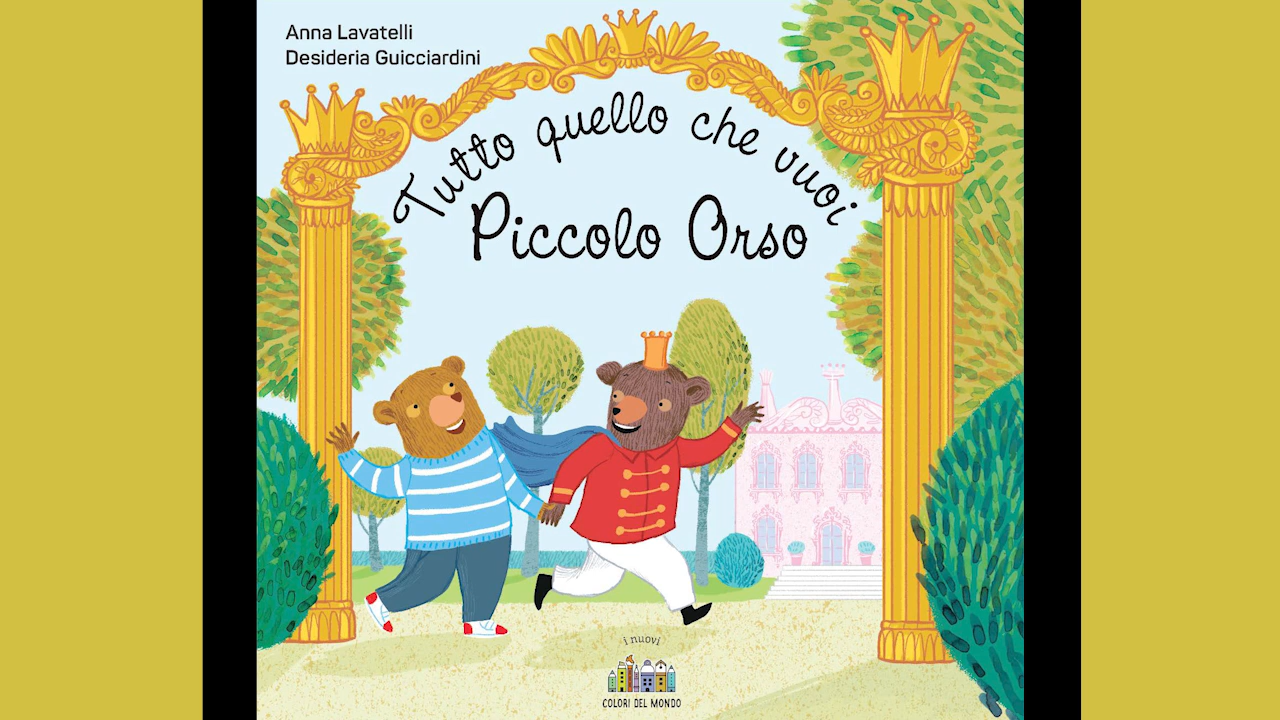 Anna Lavatelli
Desideria Guicciardini
Tutto quello che vuoi
Piccolo Orso
i nuovi
COLORI DEL MONDO